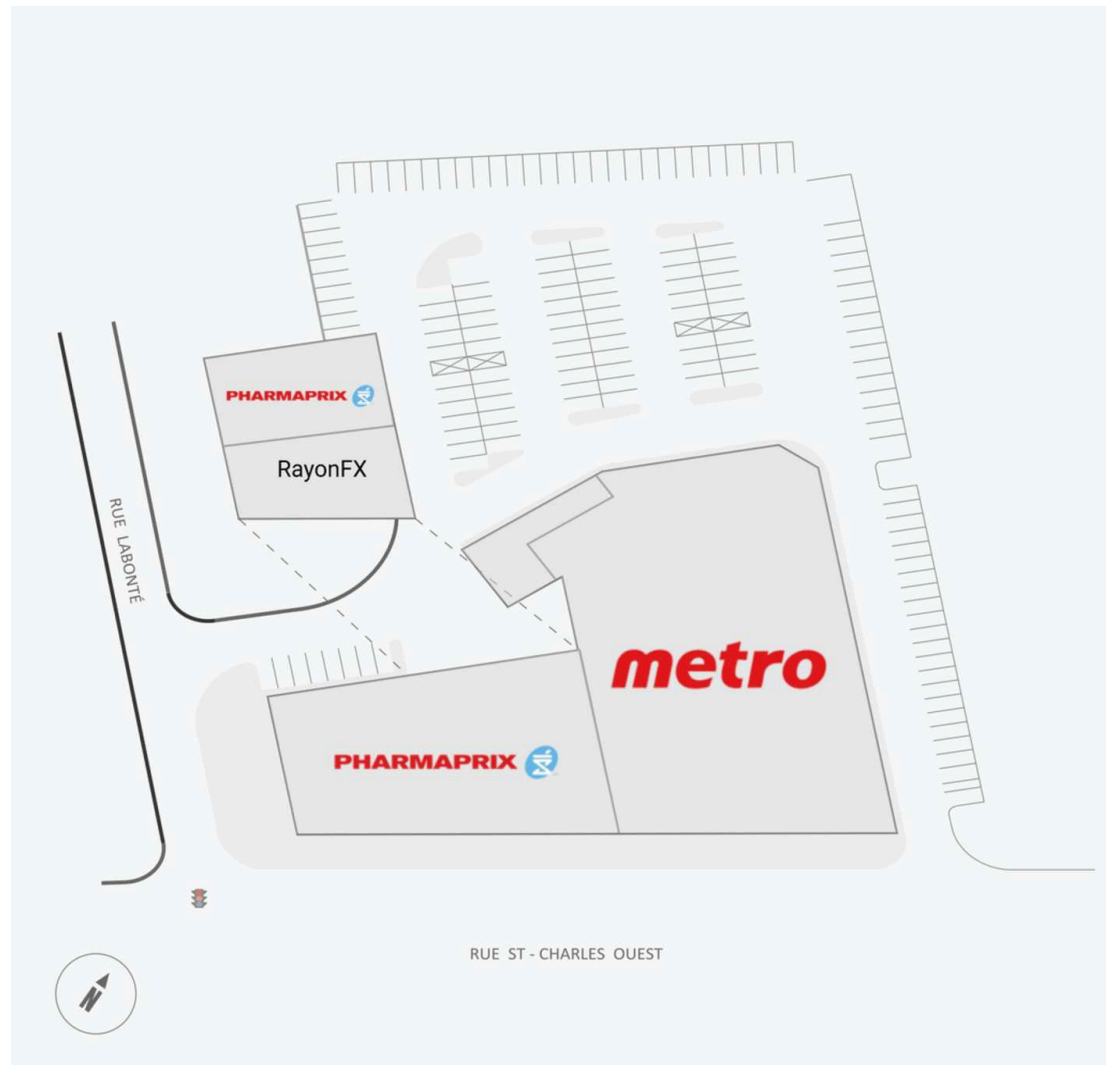 PHARMAPRIX
RayonFX
RUE LABONTÉ
metro
PHARMAPRIX
RUE ST - CHARLES OUEST
N